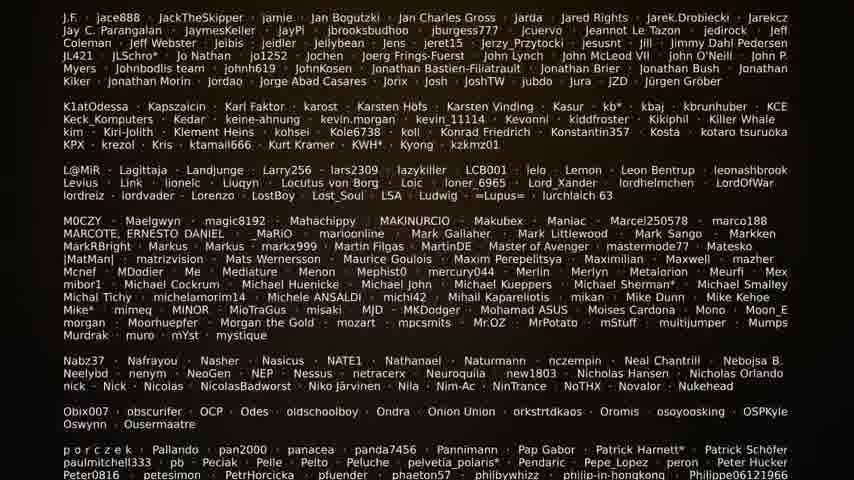 J.F. · Jace888 · JackTheSkipper · jamie · Jan Bogutzki · Jan Charles Gross · Jarda · Jared Rights · Jarek.Drobiecki · Jarekcz
Jay C. Parangalan · JaymesKeller · JayPi · jbrooksbudhoo · jburgess777 · Jcuervo · Jeannot Le Tazon · jedirock · Jeff
Coleman · Jeff Webster · Jeibis · jeidler · Jellybean · Jens · jeret15 · Jerzy_Przytocki · jesusnt · Jill · Jimmy Dahl Pedersen
JL421 · JLSchro* · Jo Nathan · jo1252 · Jochen · Joerg Frings-Fuerst · John Lynch · John McLeod VII · John O'Neill · John P.
Myers · Johnbodlis team · johnh619 · JohnKosen · Jonathan Bastien-Filiatrault · Jonathan Brier · Jonathan Bush · Jonathan
Kiker · Jonathan Morin · Jordao · Jorge Abad Casares · Jorix · Josh · JoshTW · jubdo · Jura · JZD · Jürgen Gröber
K1atOdessa · Kapszaicin · Karl Faktor · karost · Karsten Höfs · Karsten Vinding · Kasur · kb* · kbaj · kbrunhuber · KCE
Keck_Komputers · Kedar · keine-ahnung · kevin.morgan · kevin_11114 · Kevonni · kiddfroster · Kikiphil · Killer Whale
kim · Kiri-Jolith · Klement Heins · kohsei · Kole6738 · koll · Konrad Friedrich · Konstantin357 · Kosta · kotaro tsuruoka
KPX · krezol · Kris · ktamail666 · Kurt Kramer · KWH* · Kyong · kzkmz01
L@MiR · Lagittaja · Landjunge · Larry256 · lars2309 · lazykiller · LCB001 · lelo · Lemon · Leon Bentrup · leonashbrook
Levius · Link · lionelc · Liuqyn · Locutus von Borg · Loic · loner_6965 · Lord_Xander · lordhelmchen · LordOfWar
lordreiz · lordvader · Lorenzo · LostBoy · Lost_Soul · LSA · Ludwig · =Lupus= · lurchlaich 63
M0CZY · Maelgwyn · magic8192 · Mahachippy · MAKINURCIO · Makubex · Maniac · Marcel250578 · marco188
MARCOTE, ERNESTO DANIEL · _MaRiO · marioonline · Mark Gallaher · Mark Littlewood · Mark Sango · Markken
MarkRBright · Markus · Markus · markx999 · Martin Filgas · MartinDE · Master of Avenger · mastermode77 · Matesko
|MatMan| · matrizvision · Mats Wernersson · Maurice Goulois · Maxim Perepelitsya · Maximilian · Maxwell · mazher
Mcnef · MDodier · Me · Mediature · Menon · Mephist0 · mercury044 · Merlin · Merlyn · Metalorion · Meurfi · Mex
mibor1 · Michael Cockrum · Michael Huenicke · Michael John · Michael Kueppers · Michael Sherman* · Michael Smalley
Michal Tichy · michelamorim14 · Michele ANSALDI · michi42 · Mihail Kapareliotis · mikan · Mike Dunn · Mike Kehoe
Mike* · mimeq · MINOR · MioTraGus · misaki · MJD · MKDodger · Mohamad ASUS · Moises Cardona · Mono · Moon_E
morgan · Moorhuepfer · Morgan the Gold · mozart · mpcsmits · Mr.OZ · MrPotato · mStuff · multijumper · Mumps
Murdrak · muro · mYst · mystique
Nabz37 · Nafrayou · Nasher · Nasicus · NATE1 · Nathanael · Naturmann · nczempin · Neal Chantrill · Nebojsa B.
Neelybd · nenym · NeoGen · NEP · Nessus · netracerx · Neuroquila · new1803 · Nicholas Hansen · Nicholas Orlando
nick · Nick · Nicolas · NicolasBadworst · Niko Järvinen · Nila · Nim-Ac · NinTrance · NoTHX · Novalor · Nukehead
Obix007 · obscurifer · OCP · Odes · oldschoolboy · Ondra · Onion Union · orkstrtdkaos · Oromis · osoyoosking · OSPKyle
Oswynn · Ousermaatre
p o r c z e k · Pallando · pan2000 · panacea · panda7456 · Pannimann · Pap Gabor · Patrick Harnett* · Patrick Schöfer
paulmitchell333 · pb · Peciak · Pelle · Pelto · Peluche · pelvetia_polaris* · Pendaric · Pepe_Lopez · peron · Peter Hucker
Peter0816 · petesimon · PetrHorcicka · pfuender · phaeton57 · philbywhizz · philip-in-hongkong · Philippe06121966